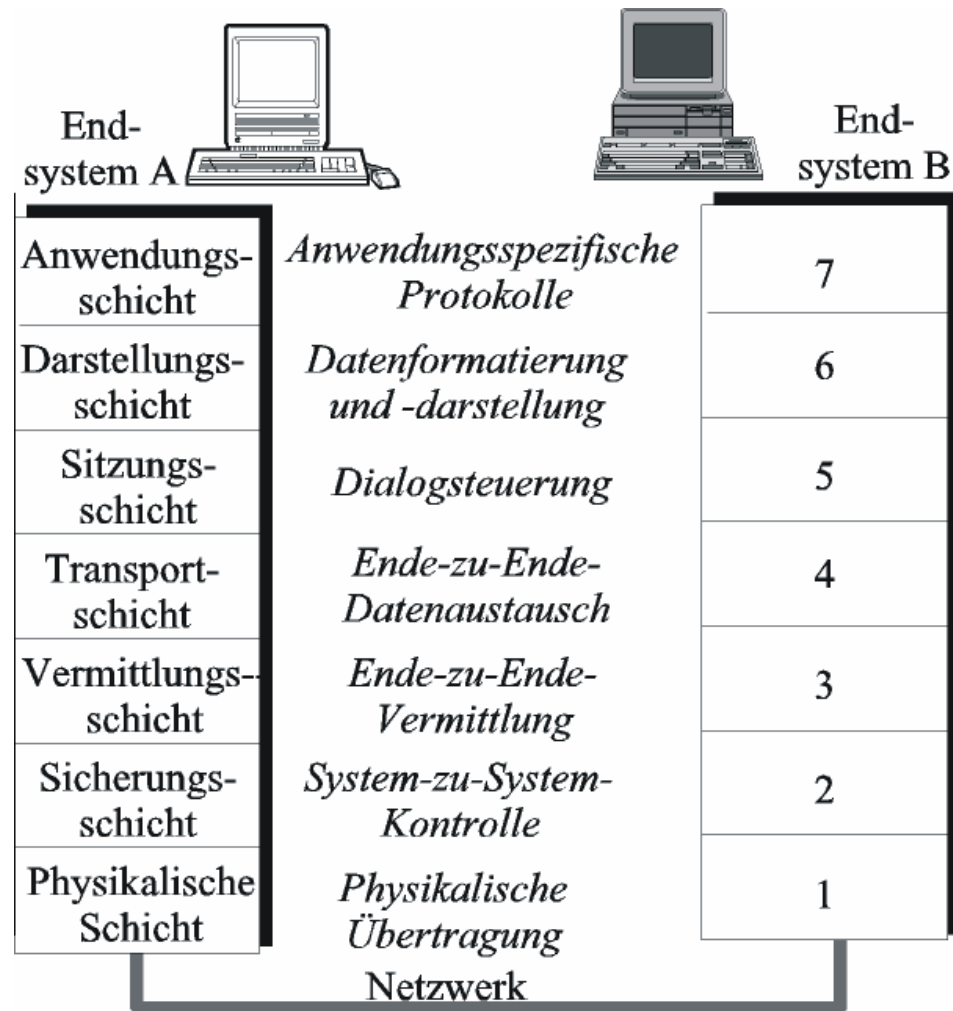 End-
system A
End-
system B
Anwendungs-
schicht
Anwendungsspezifische
Protokolle
7
Darstellungs-
schicht
Datenformatierung
und -darstellung
6
Sitzungs-
schicht
Dialogsteuerung
5
Transport-
schicht
Ende-zu-Ende-
Datenaustausch
4
Vermittlungs--
schicht
Ende-zu-Ende-
Vermittlung
3
Sicherungs-
schicht
System-zu-System-
Kontrolle
2
Physikalische
Schicht
Physikalische
Übertragung
1
Netzwerk